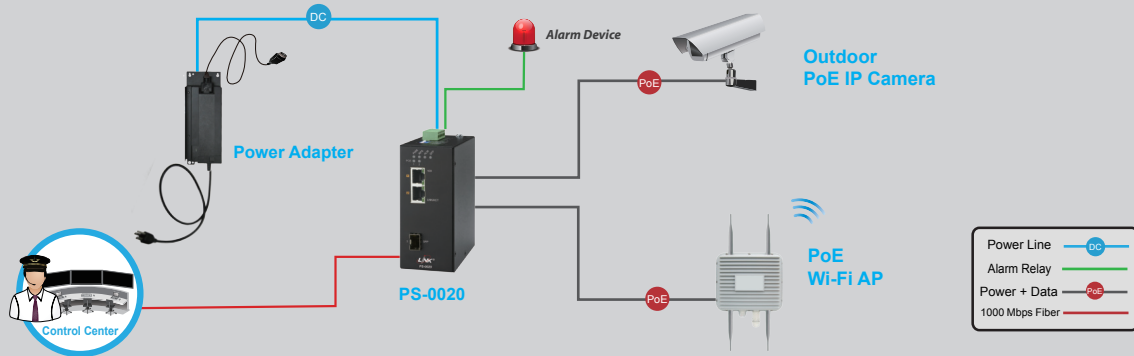 DC
Alarm Device
PoE
Outdoor
PoE IP Camera
Power Adapter
LINK
PS-0020
PoE
Wi-Fi AP
PoE
Control Center
Power Line
DC
Alarm Relay
Power + Data
PoE
1000 Mbps Fiber